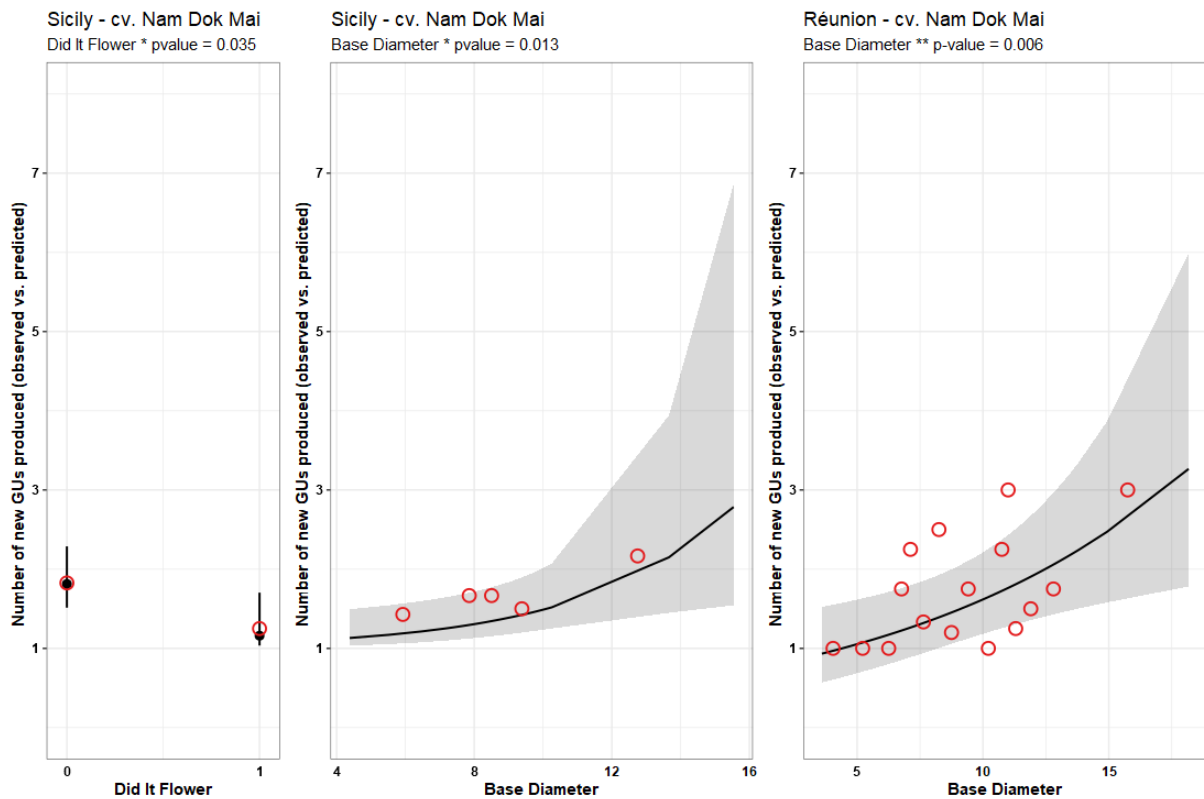 Sicily - cv. Nam Dok Mai
Did It Flower * pvalue = 0.035
Number of new GUs produced (observed vs. predicted)
7
5
3
1
0
1
Did It Flower
Sicily - cv. Nam Dok Mai
Base Diameter * pvalue = 0.013
Number of new GUs produced (observed vs. predicted)
7
5
3
1
4
8
12
16
Base Diameter
Réunion - cv. Nam Dok Mai
Base Diameter ** p-value = 0.006
Number of new GUs produced (observed vs. predicted)
7
5
3
1
5
10
15
Base Diameter